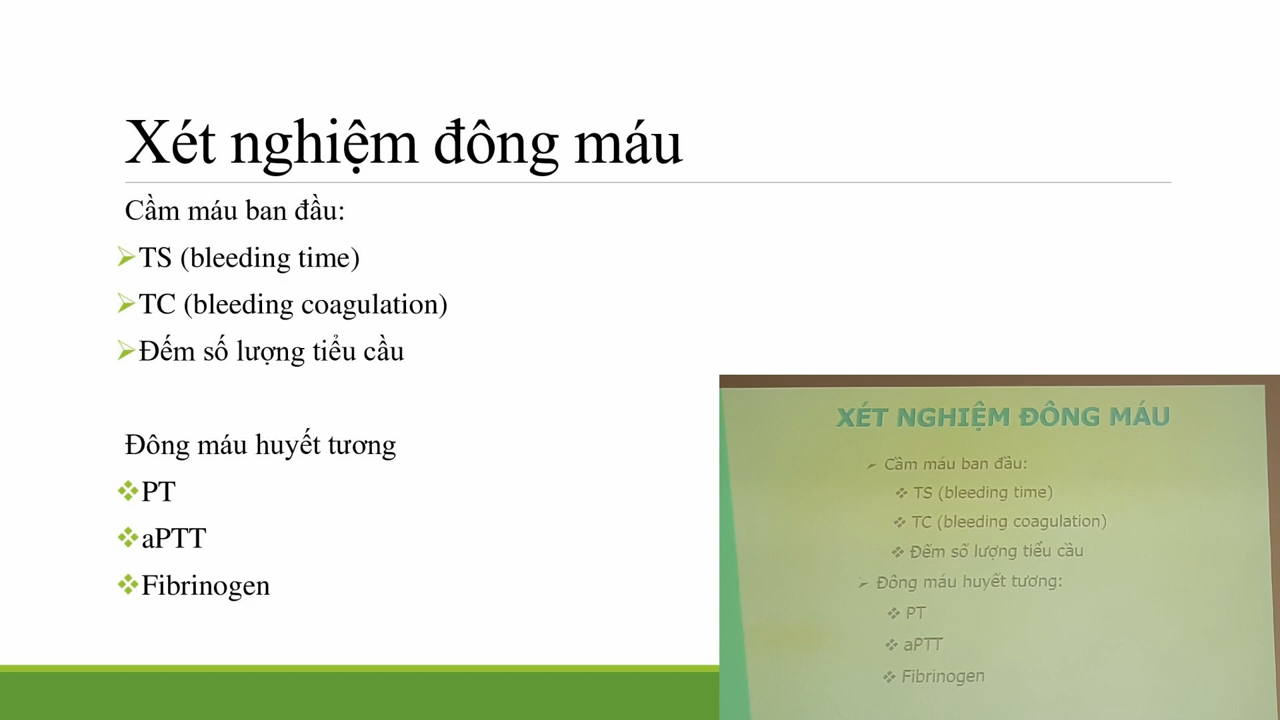 Xét nghiệm đông máu
Cầm máu ban đầu:
TS (bleeding time)
TC (bleeding coagulation)
Đếm số lượng tiểu cầu
Đông máu huyết tương
PT
aPTT
Fibrinogen
XÉT NGHIỆM ĐÔNG MÁU
Cầm máu ban đầu:
TS (bleeding time)
TC (bleeding coagulation)
Đếm số lượng tiểu cầu
Đông máu huyết tương:
PT
aPTT
Fibrinogen